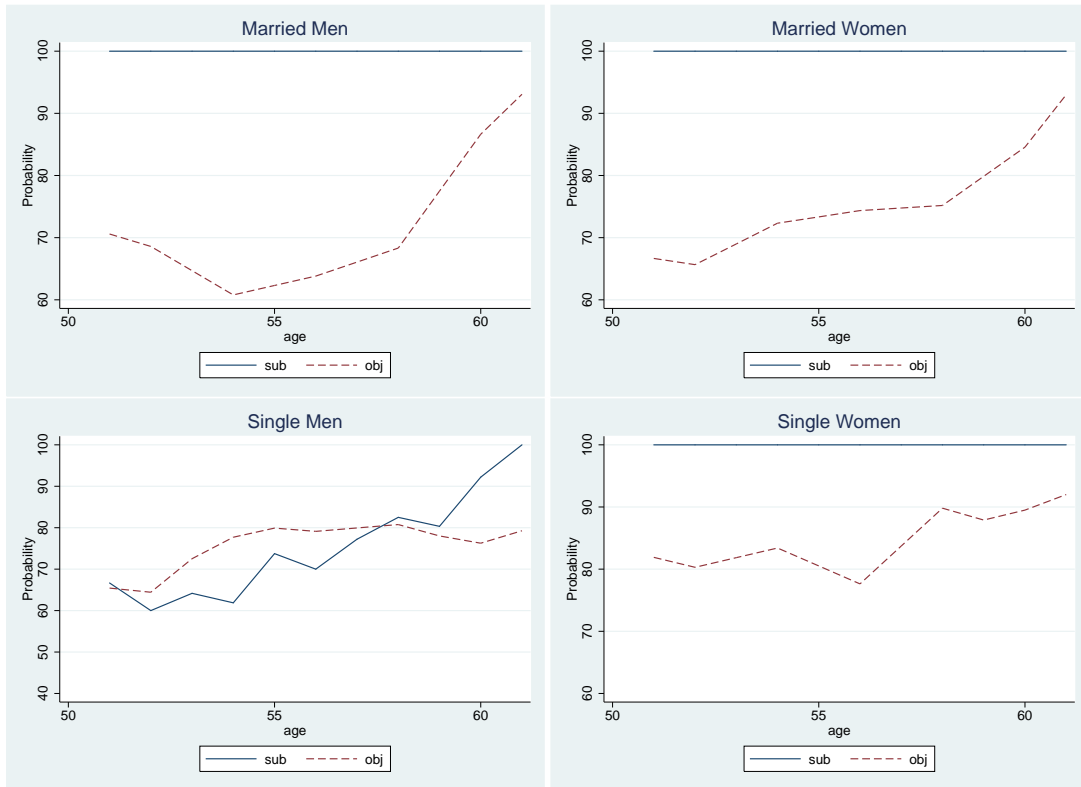 Married Men
100
90
80
70
60
Probability
50 55 60
age
sub obj
Married Women
100
90
80
70
60
Probability
50 55 60
age
sub obj
Single Men
100
90
80
70
60
50
40
Probability
50 55 60
age
sub obj
Single Women
100
90
80
70
60
Probability
50 55 60
age
sub obj